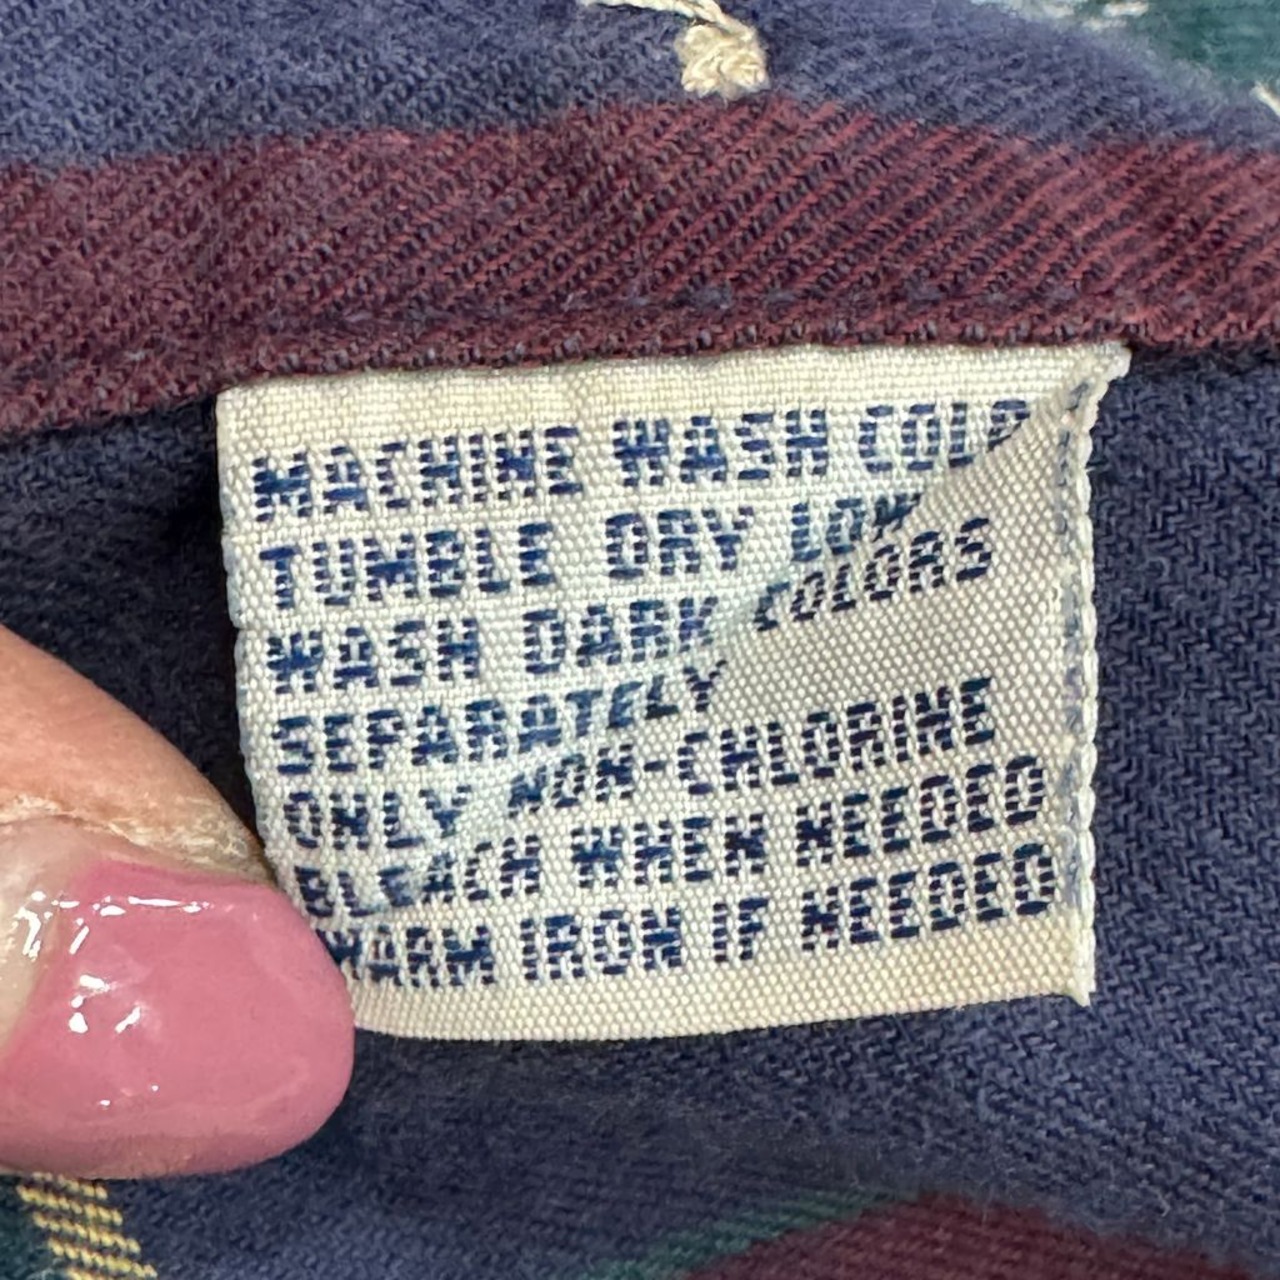 MACHINE WASH COLD
TUMBLE DRY LOW
WASH DARK COLORS
SEPARATELY
ONLY NON-CHLORINE
BLEACH WHEN NEEDED
WARM IRON IF NEEDED